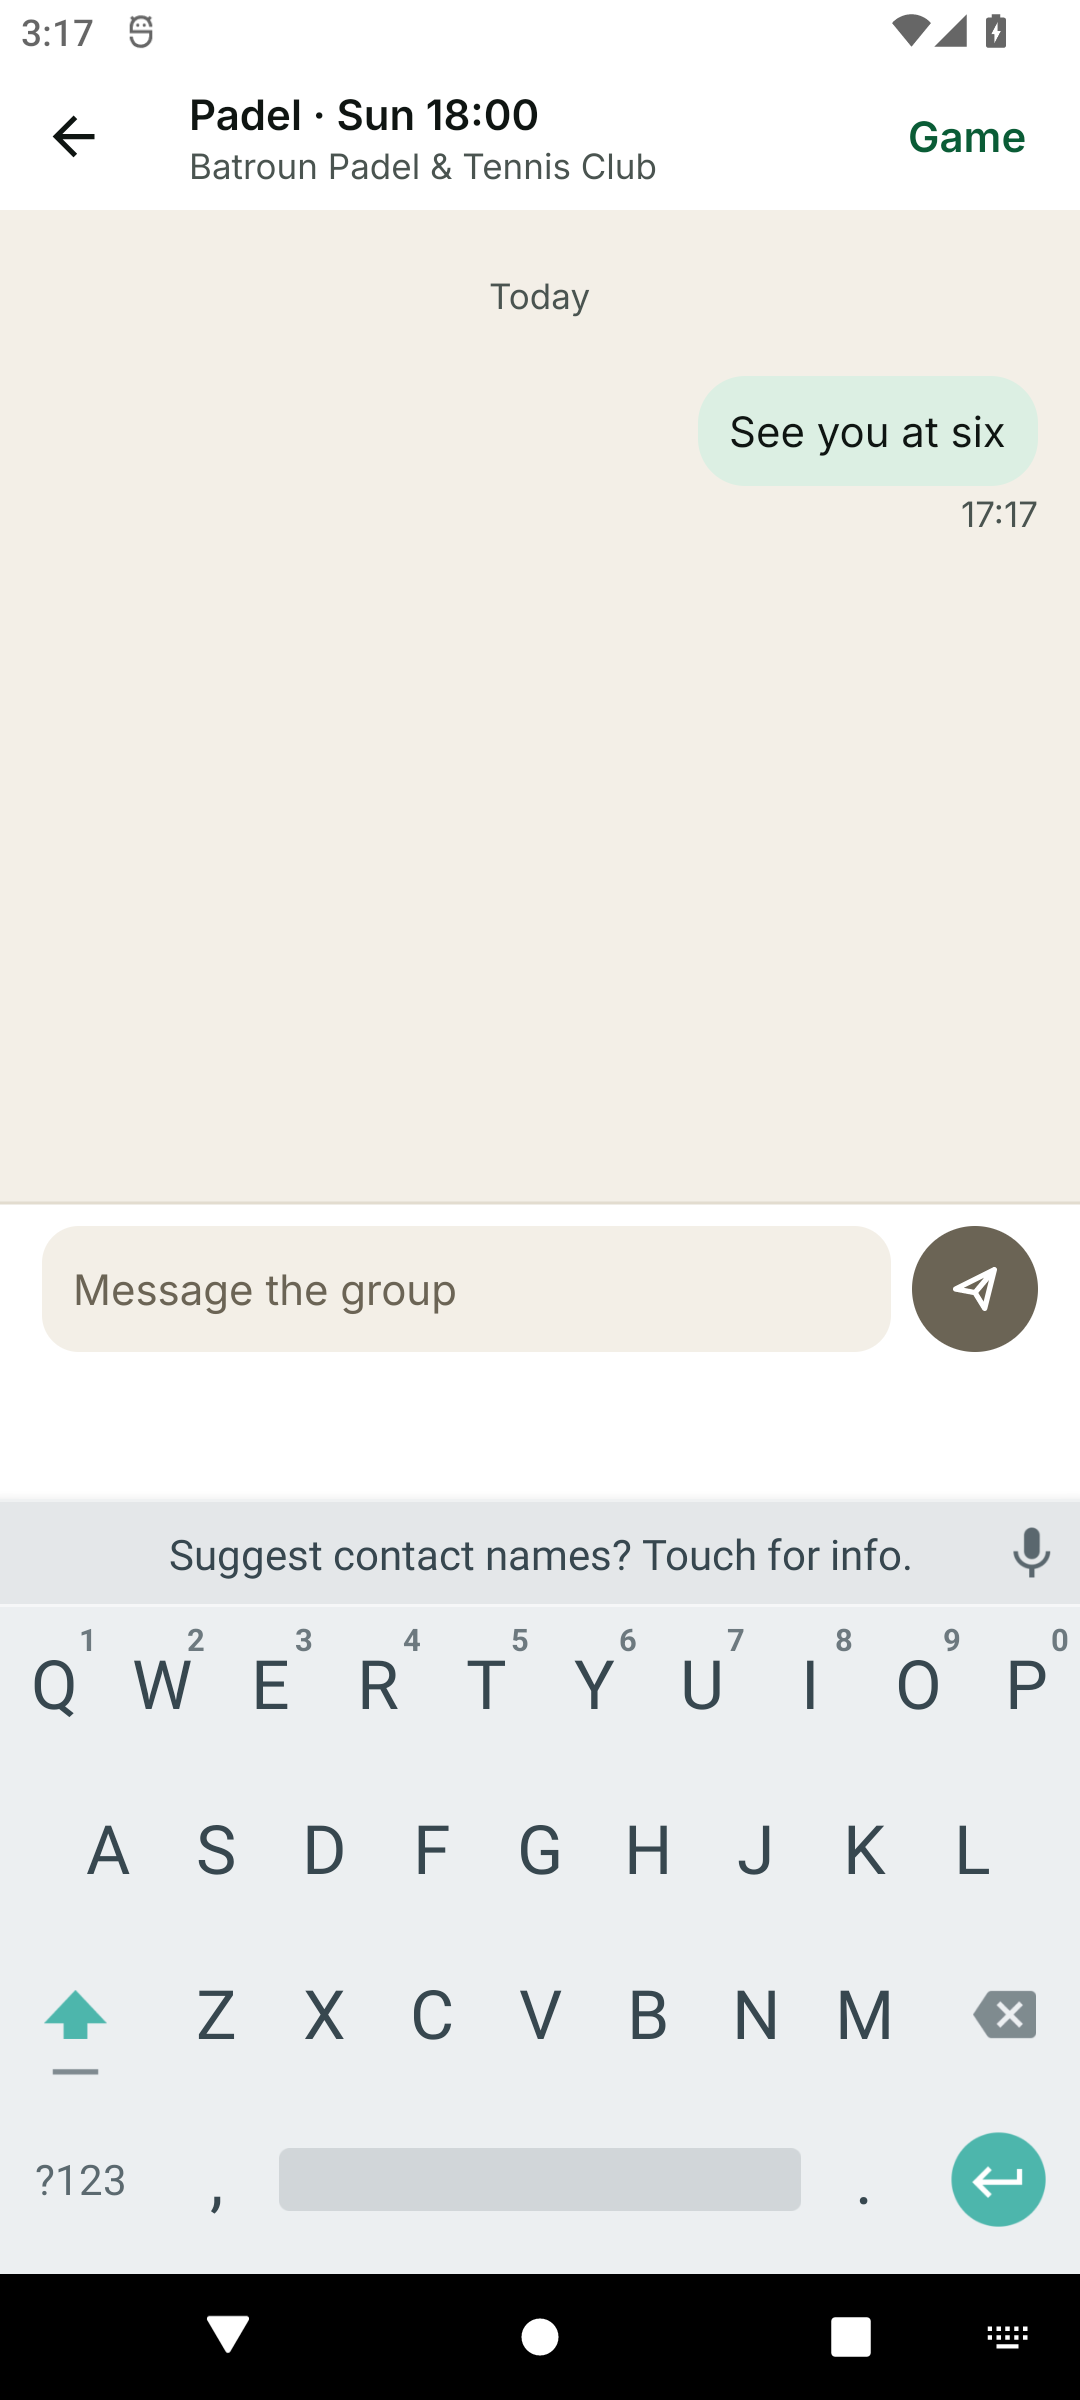 3:17
Padel · Sun 18:00
Batroun Padel & Tennis Club
Game
Today
See you at six
17:17
Message the group
Suggest contact names? Touch for info.
1 2 3 4 5 6 7 8 9 0
Q W E R T Y U I O P
A S D F G H J K L
Z X C V B N M
?123 , .